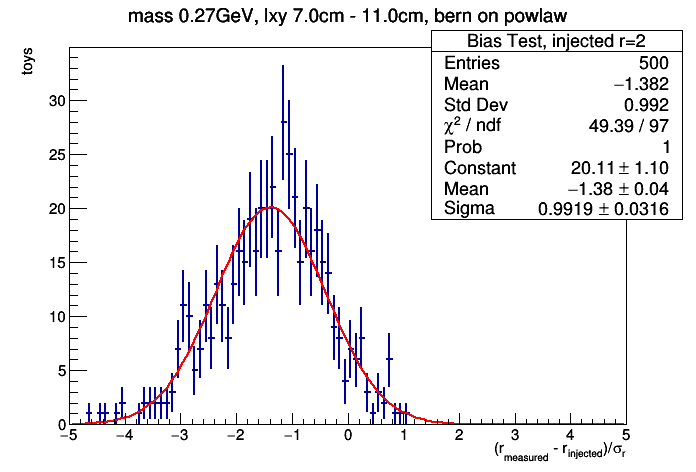 mass 0.27GeV, lxy 7.0cm - 11.0cm, bern on powlaw
toys
Bias Test, injected r=2
Entries 500
Mean −1.382
Std Dev 0.992
χ² / ndf 49.39 / 97
Prob 1
Constant 20.11 ± 1.10
Mean −1.38 ± 0.04
Sigma 0.9919 ± 0.0316
30
25
20
15
10
5
0
−5 −4 −3 −2 −1 0 1 2 3 4 5
(r_measured - r_injected)/σ_r